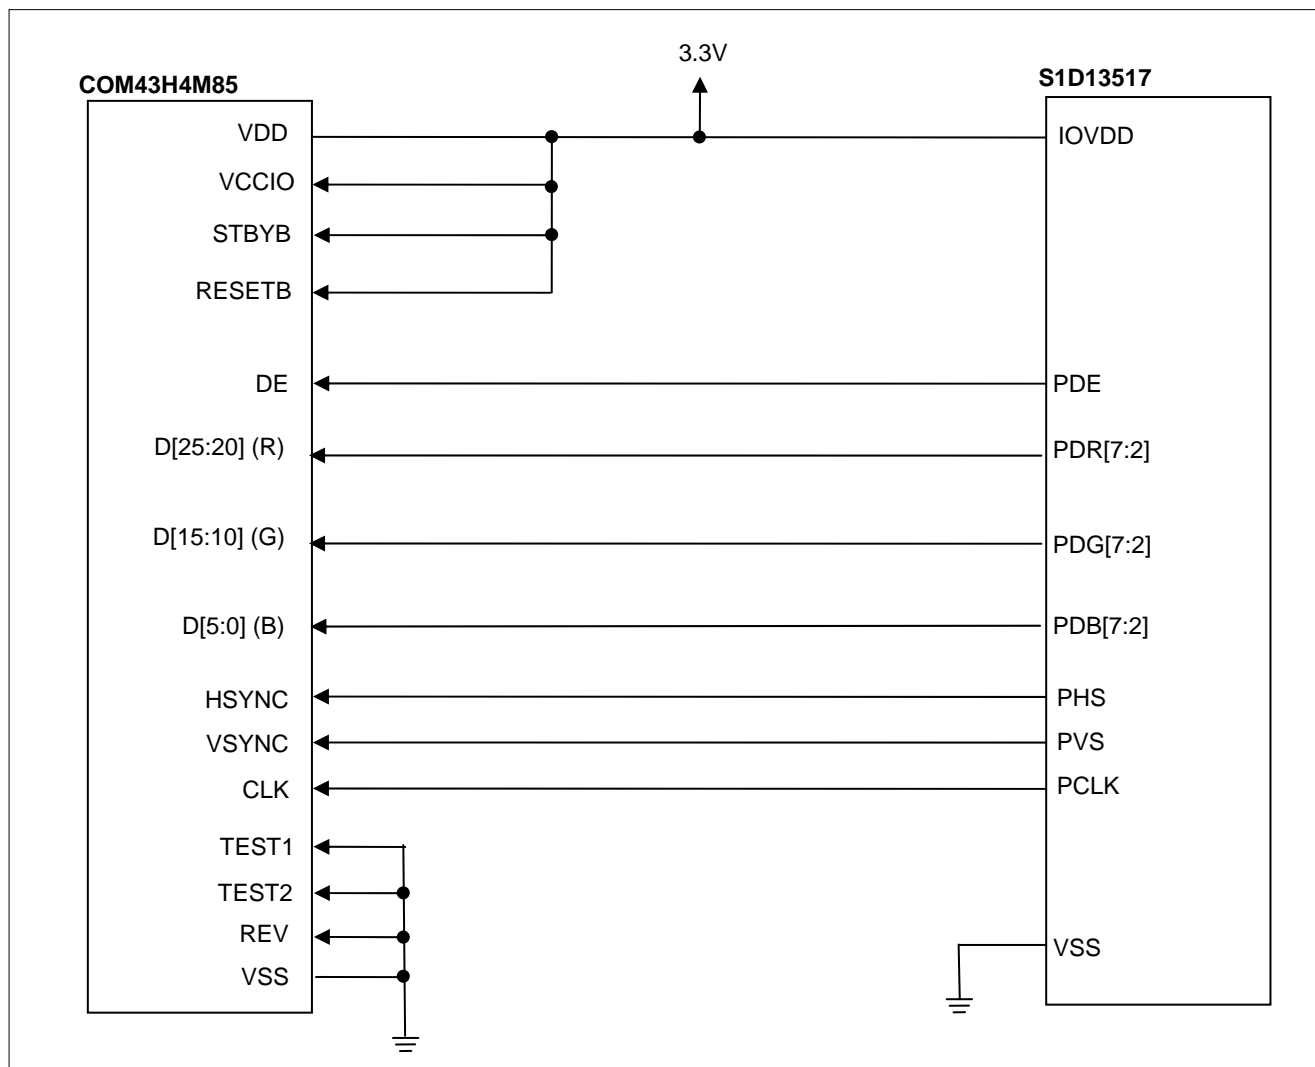 3.3V
COM43H4M85
S1D13517
VDD
IOVDD
VCCIO
STBYB
RESETB
DE
PDE
D[25:20] (R)
PDR[7:2]
D[15:10] (G)
PDG[7:2]
D[5:0] (B)
PDB[7:2]
HSYNC
PHS
VSYNC
PVS
CLK
PCLK
TEST1
TEST2
REV
VSS
VSS